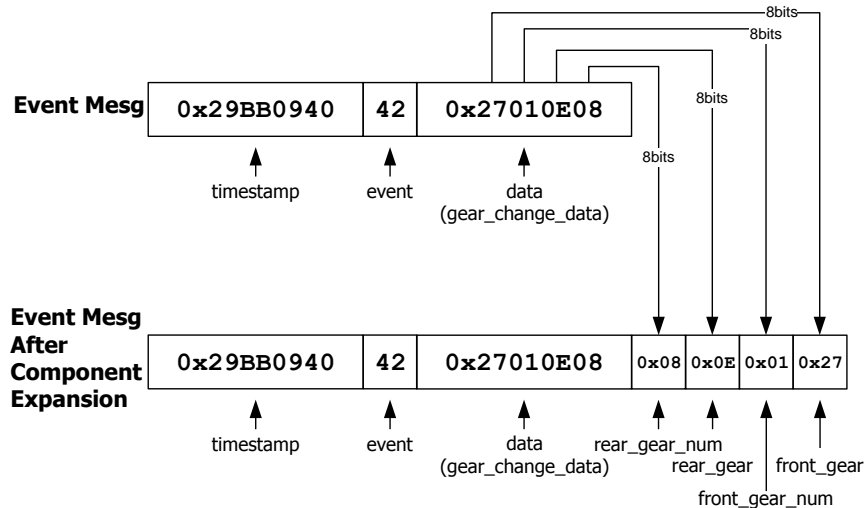 8bits
8bits
Event Mesg
0x29BB0940 42 0x27010E08
8bits
8bits
timestamp event data
(gear_change_data)
Event Mesg
After
Component
Expansion
0x29BB0940 42 0x27010E08 0x08 0x0E 0x01 0x27
timestamp event data
(gear_change_data)
rear_gear_num
rear_gear
front_gear
front_gear_num